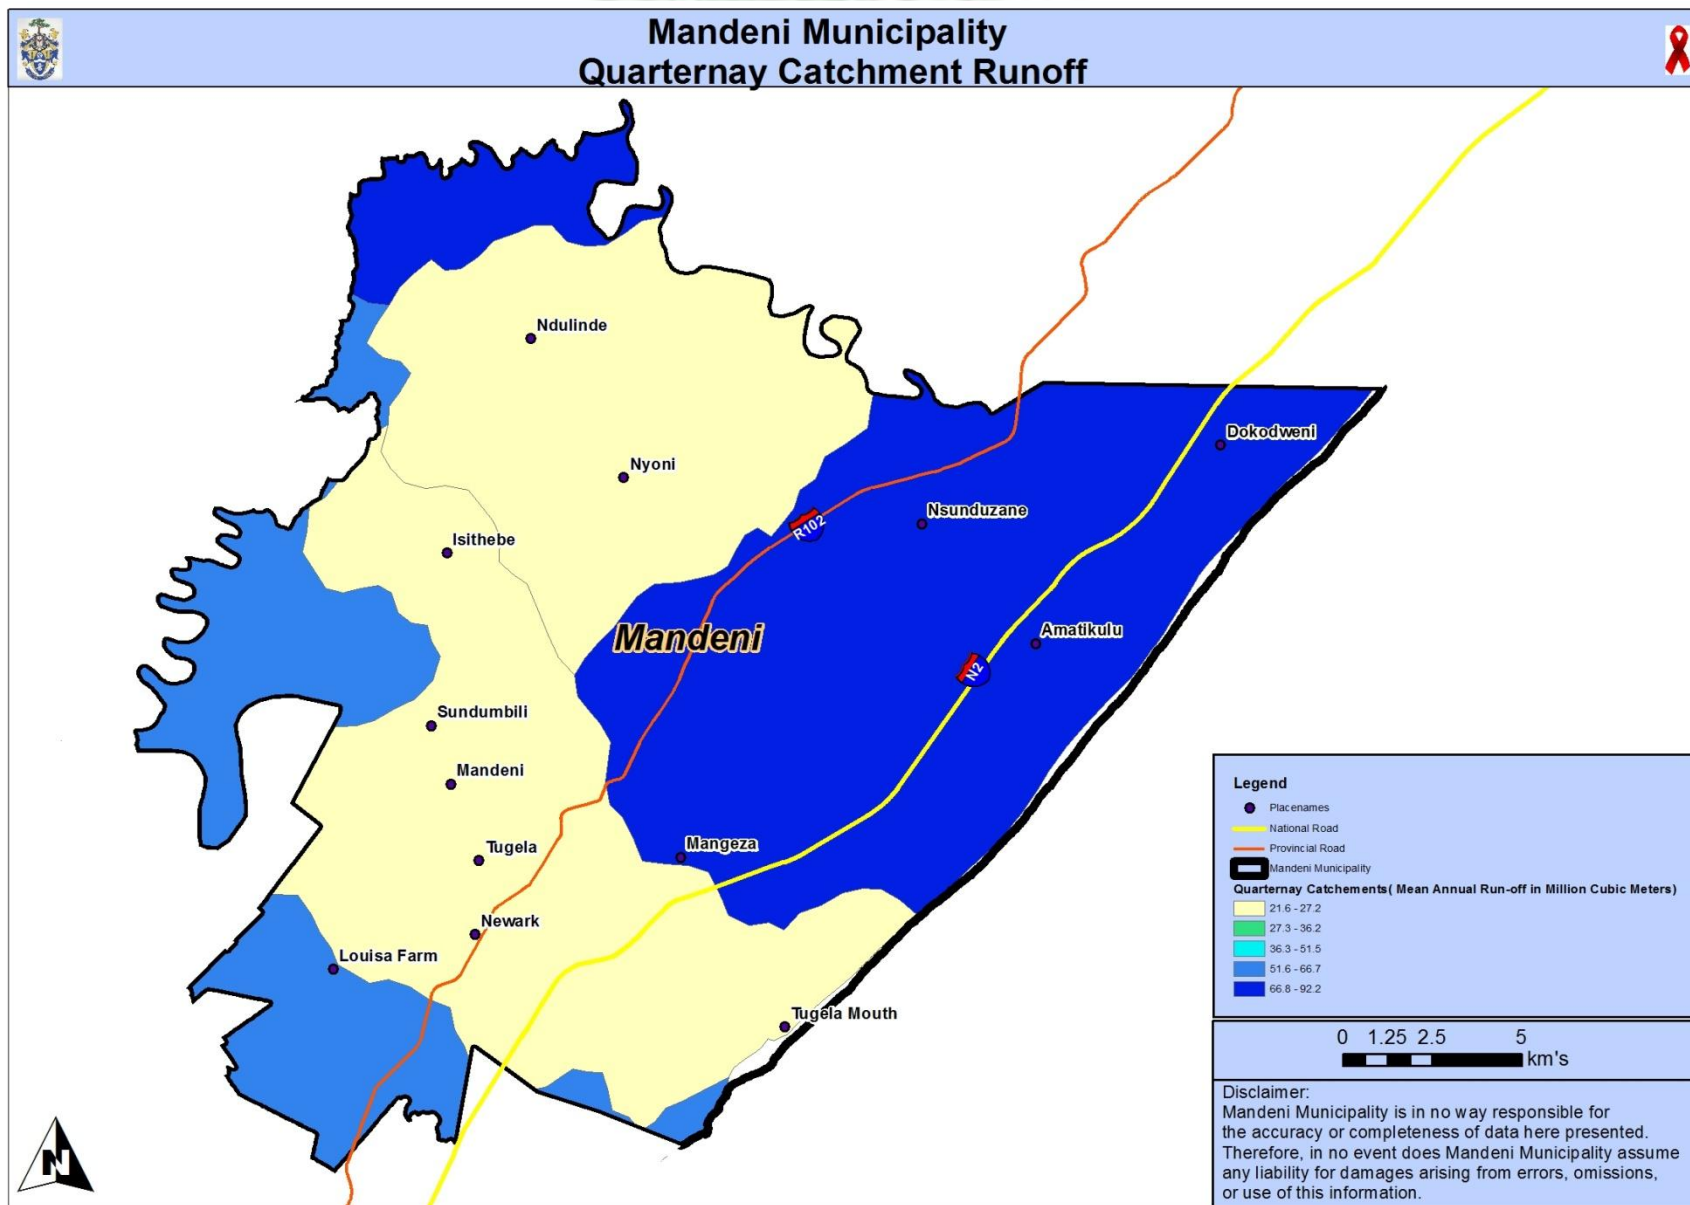 Mandeni Municipality
Quarternay Catchment Runoff
Ndulinde
Dokodweni
Nyoni
Nsunduzane
R102
Isithebe
Mandeni
Amatikulu
N2
Sundumbili
Mandeni
Tugela
Mangeza
Newark
Louisa Farm
Tugela Mouth
N
Legend
Placenames
National Road
Provincial Road
Mandeni Municipality
Quarternay Catchements( Mean Annual Run-off in Million Cubic Meters)
21.6 - 27.2
27.3 - 36.2
36.3 - 51.5
51.6 - 66.7
66.8 - 92.2
0 1.25 2.5 5
km's
Disclaimer:
Mandeni Municipality is in no way responsible for
the accuracy or completeness of data here presented.
Therefore, in no event does Mandeni Municipality assume
any liability for damages arising from errors, omissions,
or use of this information.